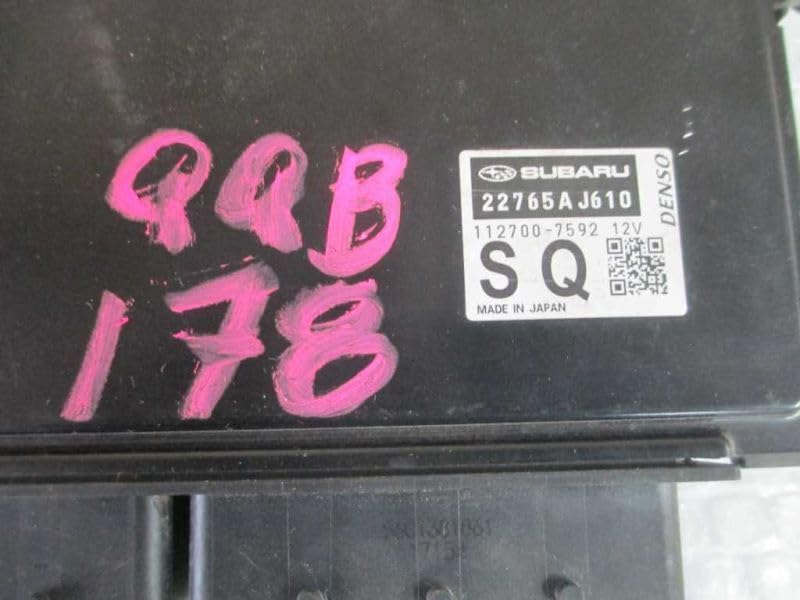 99B
178
SUBARU
22765AJ610
112700-7592 12V
DENSO
SQ
MADE IN JAPAN